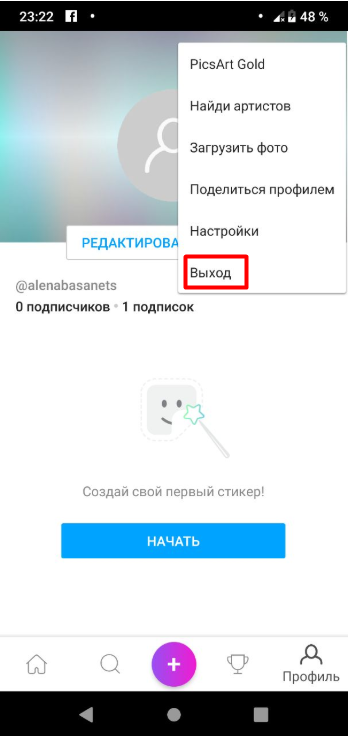 23:22
48 %
PicsArt Gold
Найди артистов
Загрузить фото
Поделиться профилем
Настройки
Выход
РЕДАКТИРОВА
@alenabasanets
0 подписчиков • 1 подписок
Создай свой первый стикер!
НАЧАТЬ
Профиль